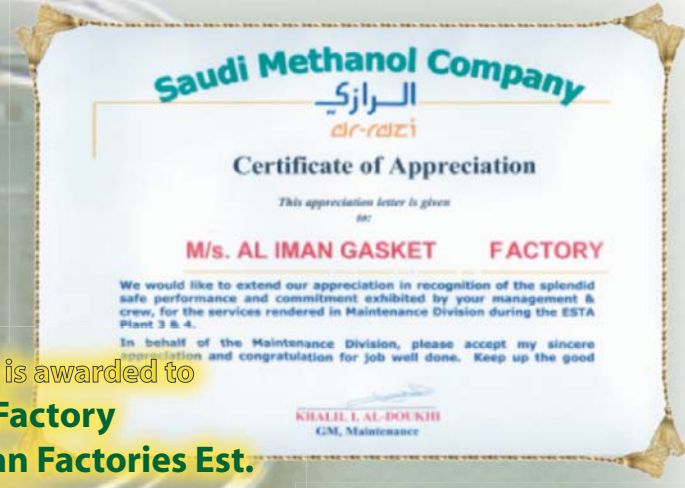 Saudi Methanol Company
الرازي
ar-razi
Certificate of Appreciation
This appreciation letter is given
to:
M/s. AL IMAN GASKET FACTORY
We would like to extend our appreciation in recognition of the splendid
safe performance and commitment exhibited by your management &
crew, for the services rendered in Maintenance Division during the ESTA
Plant 3 & 4.
In behalf of the Maintenance Division, please accept my sincere
appreciation and congratulation for job well done. Keep up the good
KHALIL I. AL-DOUKHI
GM, Maintenance
is awarded to
Factory
an Factories Est.